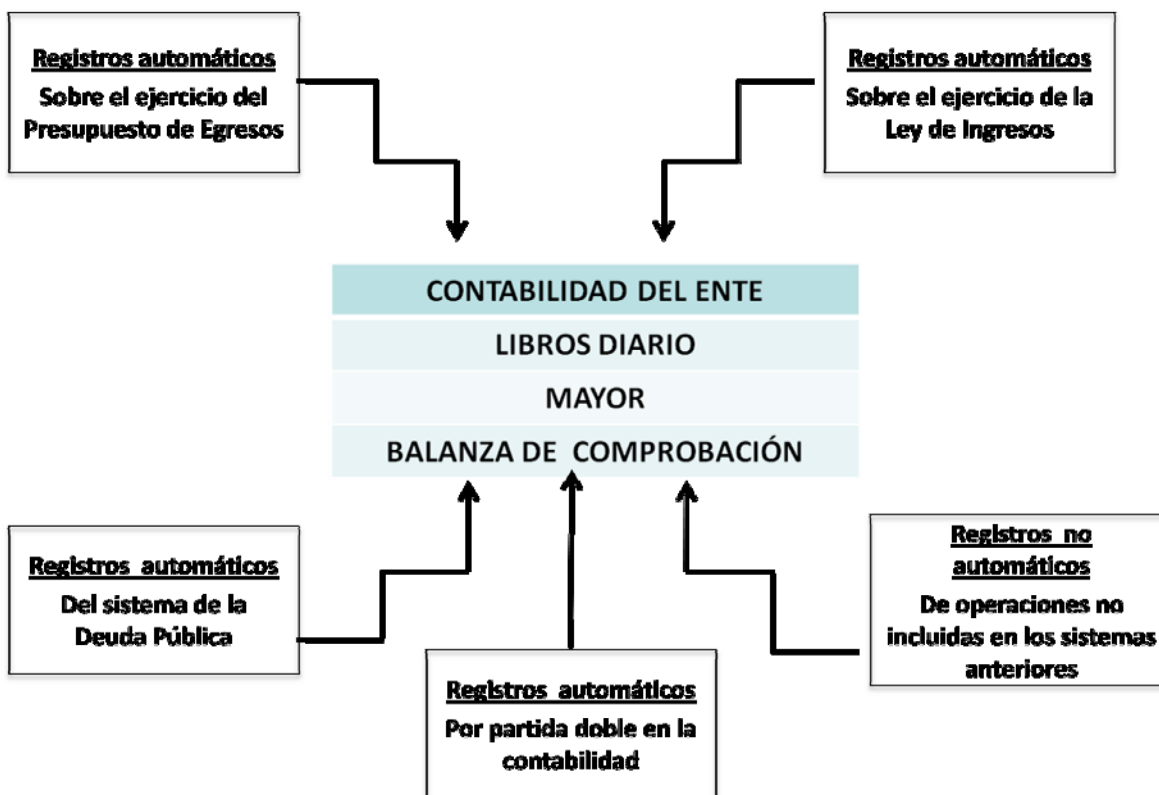 Registros automáticos
Sobre el ejercicio del
Presupuesto de Egresos
Registros automáticos
Sobre el ejercicio de la
Ley de Ingresos
CONTABILIDAD DEL ENTE
LIBROS DIARIO
MAYOR
BALANZA DE COMPROBACIÓN
Registros automáticos
Del sistema de la
Deuda Pública
Registros automáticos
Por partida doble en la
contabilidad
Registros no
automáticos
De operaciones no
incluidas en los sistemas
anteriores